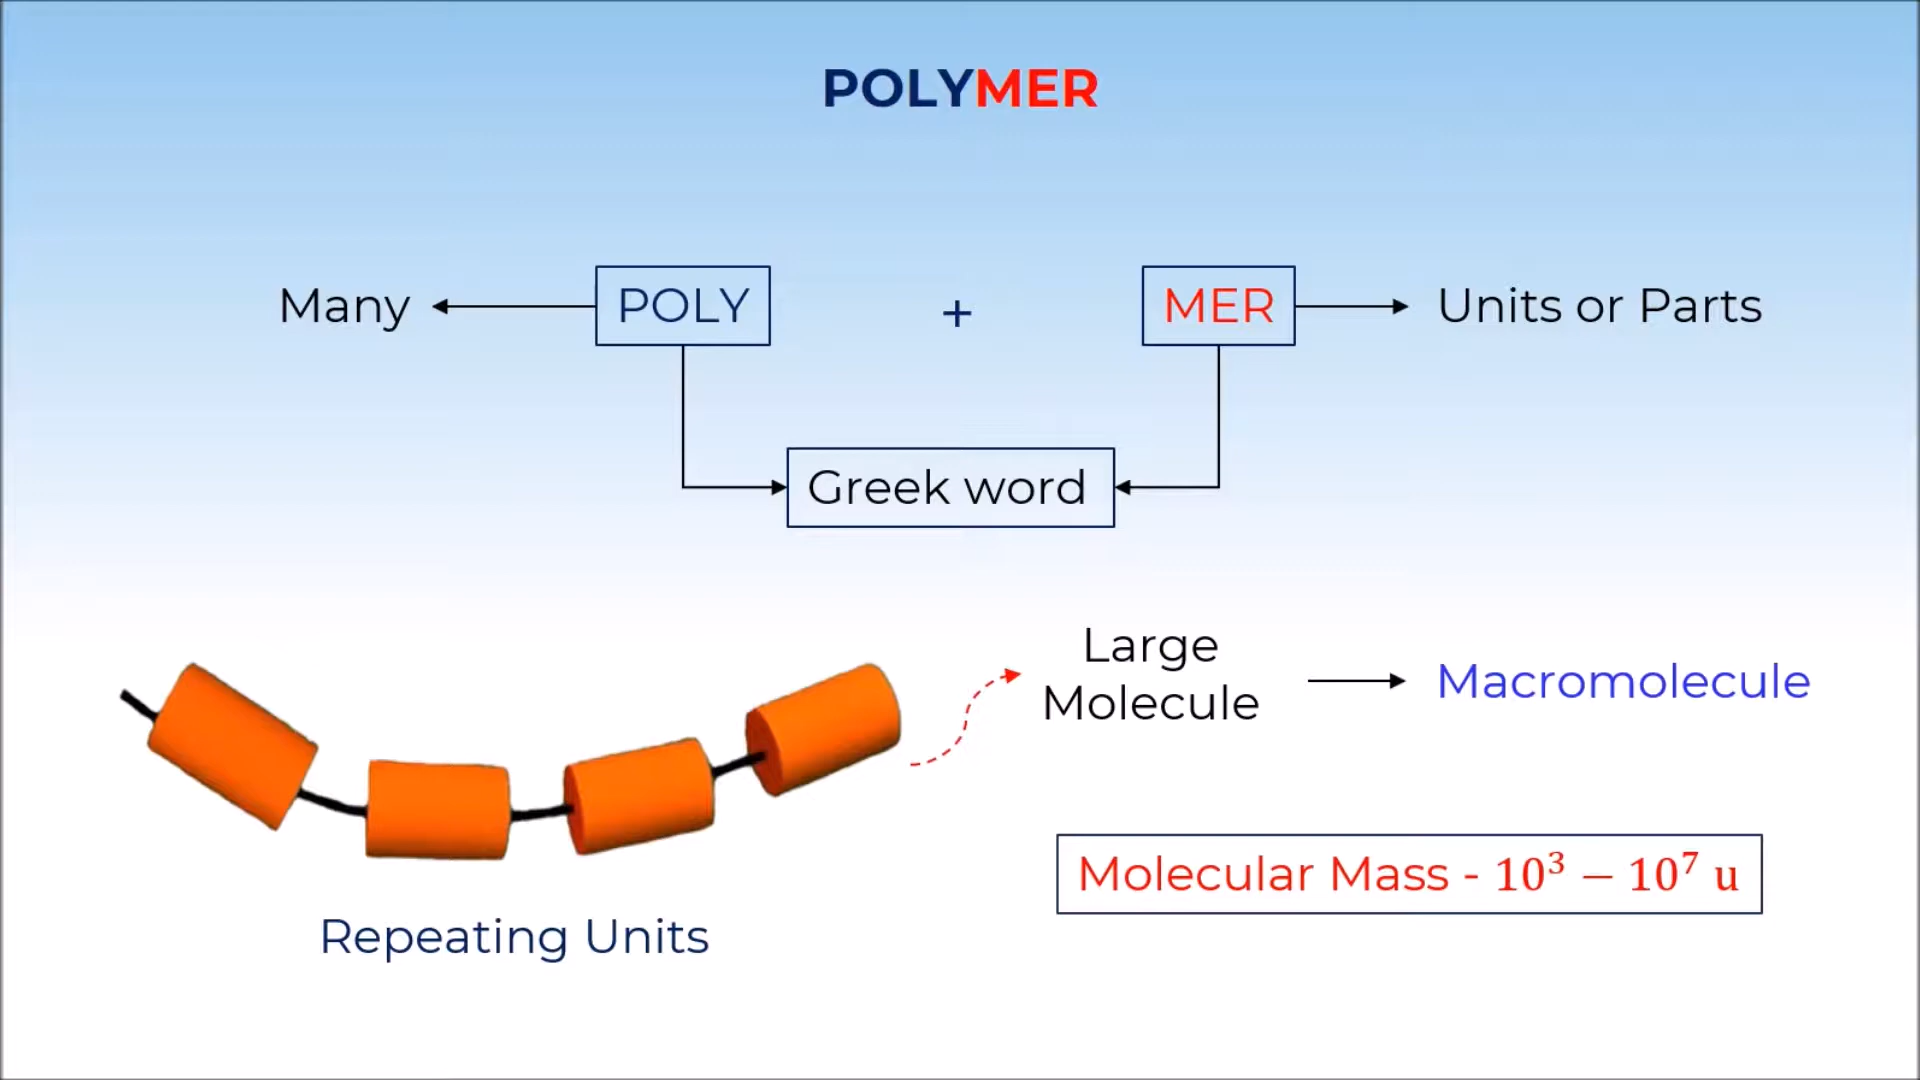 POLYMER
Many
POLY
+
MER
Units or Parts
Greek word
Large
Molecule
Macromolecule
Molecular Mass - 10³ – 10⁷ u
Repeating Units